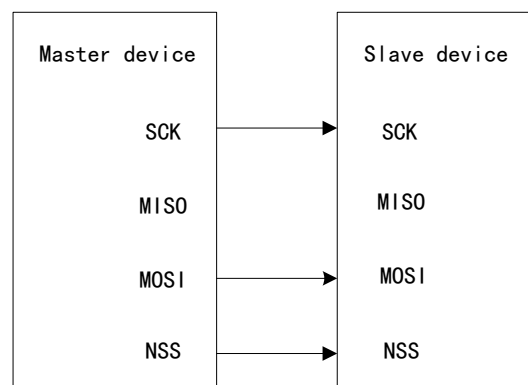 Master device
Slave device
SCK
SCK
MISO
MISO
MOSI
MOSI
NSS
NSS